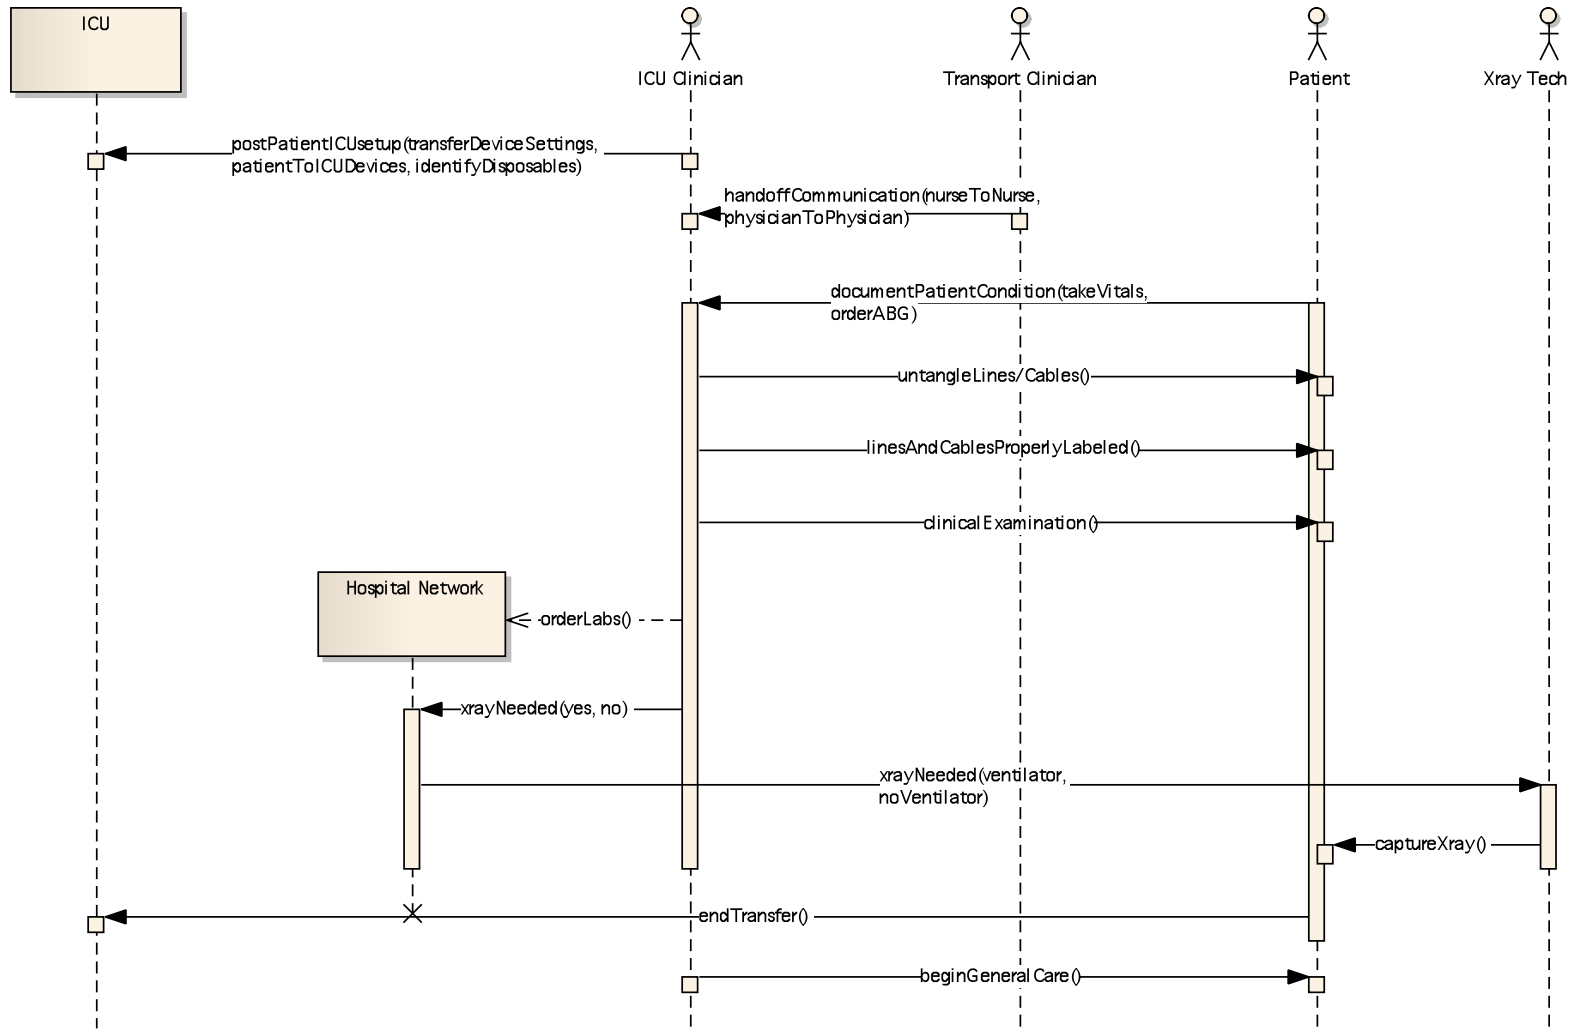 ICU
ICU Clinician
Transport Clinician
Patient
Xray Tech
postPatientICUsetup(transferDeviceSettings,
patientToICUDevices, identifyDisposables)
handoffCommunication(nurseToNurse,
physicianToPhysician)
documentPatientCondition(takeVitals,
orderABG)
untangleLines/Cables()
linesAndCablesProperlyLabeled()
clinicalExamination()
Hospital Network
orderLabs()
xrayNeeded(yes, no)
xrayNeeded(ventilator,
noVentilator)
captureXray()
endTransfer()
beginGeneralCare()